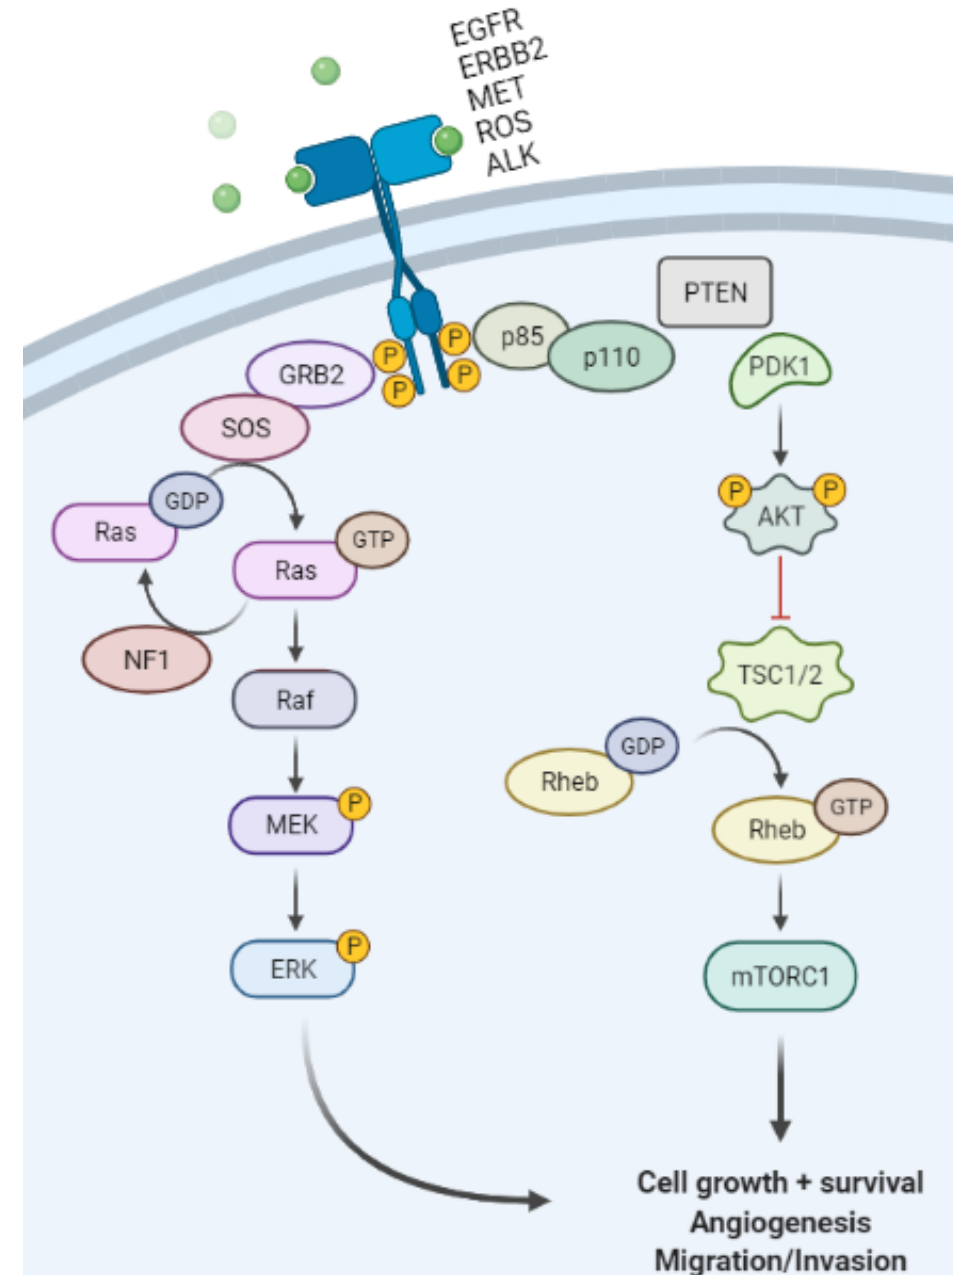 EGFR
ERBB2
MET
ROS
ALK
PTEN
P
P
P
P
p85
p110
PDK1
GRB2
SOS
GDP
Ras
Ras
GTP
NF1
Raf
MEK
P
ERK
P
P
P
AKT
TSC1/2
GDP
Rheb
Rheb
GTP
mTORC1
Cell growth + survival
Angiogenesis
Migration/Invasion